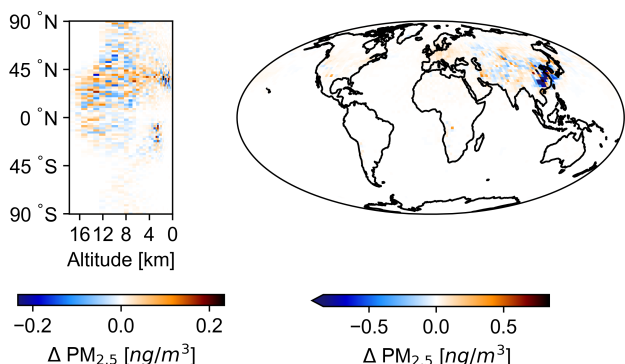 90 °N
45 °N
0 °N
45 °S
90 °S
16 12 8 4 0
Altitude [km]
−0.2 0.0 0.2
Δ PM2.5 [ng/m³]
−0.5 0.0 0.5
Δ PM2.5 [ng/m³]